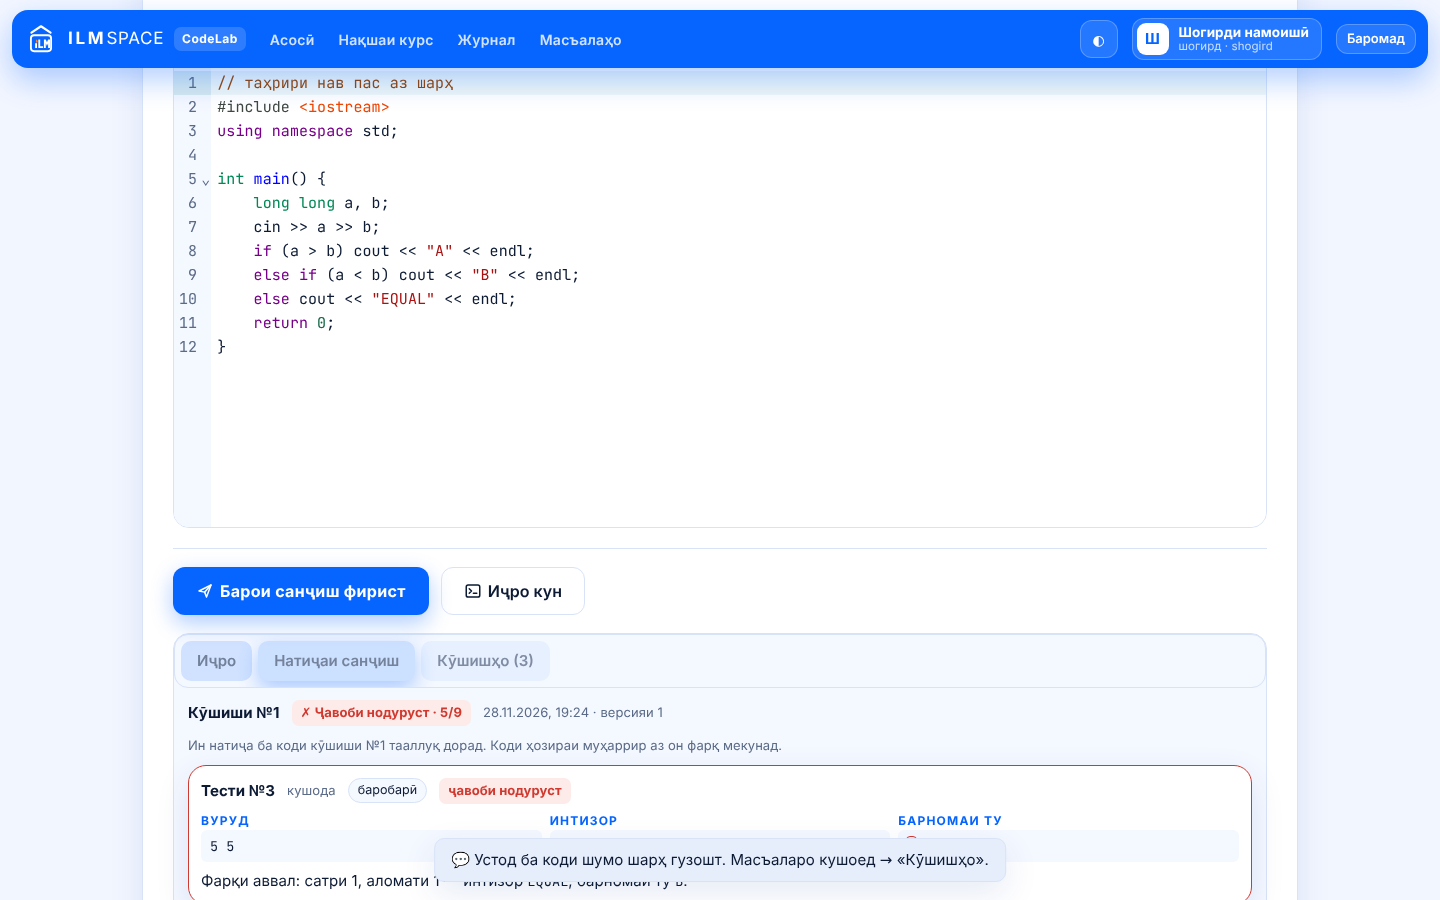 ILMSPACE CodeLab Асосӣ Нақшаи курс Журнал Масъалаҳо Ш Шогирди намоишӣ Баромад
шогирд · shogird
1 // таҳрири нав пас аз шарҳ
2 #include <iostream>
3 using namespace std;
4
5 int main() {
6 long long a, b;
7 cin >> a >> b;
8 if (a > b) cout << "A" << endl;
9 else if (a < b) cout << "B" << endl;
10 else cout << "EQUAL" << endl;
11 return 0;
12 }
Барои санҷиш фирист Иҷро кун
Иҷро Натиҷаи санҷиш Кӯшишҳо (3)
Кӯшиши №1 ✗ Ҷавоби нодуруст · 5/9 28.11.2026, 19:24 · версияи 1
Ин натиҷа ба коди кӯшиши №1 тааллуқ дорад. Коди ҳозираи муҳаррир аз он фарқ мекунад.
Тести №3 кушода баробарӣ ҷавоби нодуруст
ВУРУД ИНТИЗОР БАРНОМАИ ТУ
5 5
💬 Устод ба коди шумо шарҳ гузошт. Масъаларо кушоед → «Кӯшишҳо».
Фарқи аввал: сатри 1, аломати 1